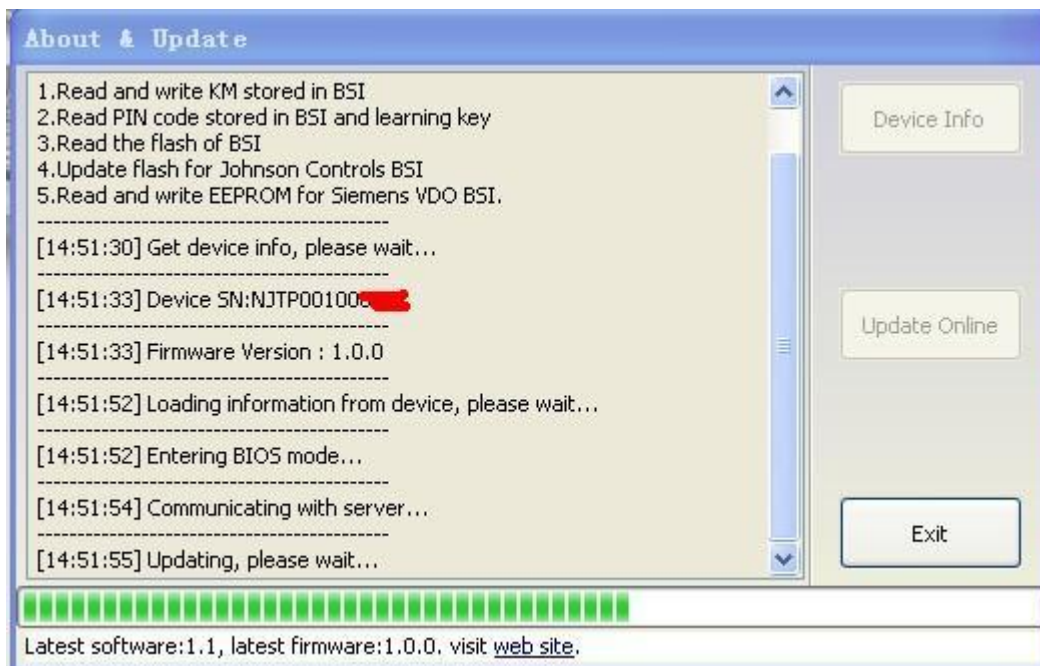 About & Update
1.Read and write KM stored in BSI
2.Read PIN code stored in BSI and learning key
3.Read the flash of BSI
4.Update flash for Johnson Controls BSI
5.Read and write EEPROM for Siemens VDO BSI.
-------------------------------------------
[14:51:30] Get device info, please wait...
-------------------------------------------
[14:51:33] Device SN:NJTP00100
-------------------------------------------
[14:51:33] Firmware Version : 1.0.0
-------------------------------------------
[14:51:52] Loading information from device, please wait...
-------------------------------------------
[14:51:52] Entering BIOS mode...
-------------------------------------------
[14:51:54] Communicating with server...
-------------------------------------------
[14:51:55] Updating, please wait...
Device Info
Update Online
Exit
Latest software:1.1, latest firmware:1.0.0. visit web site.